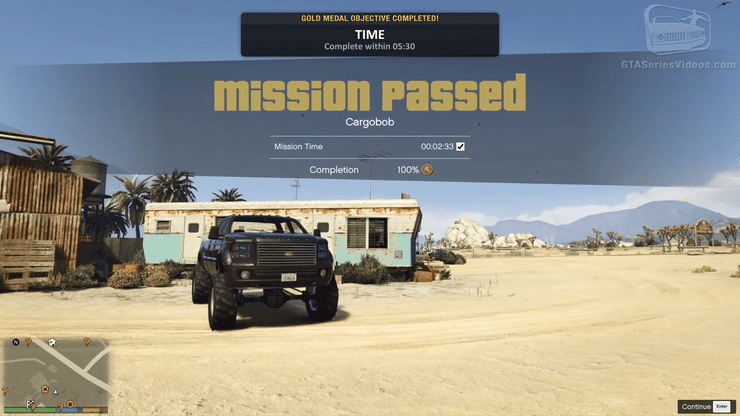 GOLD MEDAL OBJECTIVE COMPLETED!
TIME
Complete within 05:30
GTASeriesVideos.com
mission passed
Cargobob
Mission Time 00:02:33
Completion 100%
N
Continue Enter